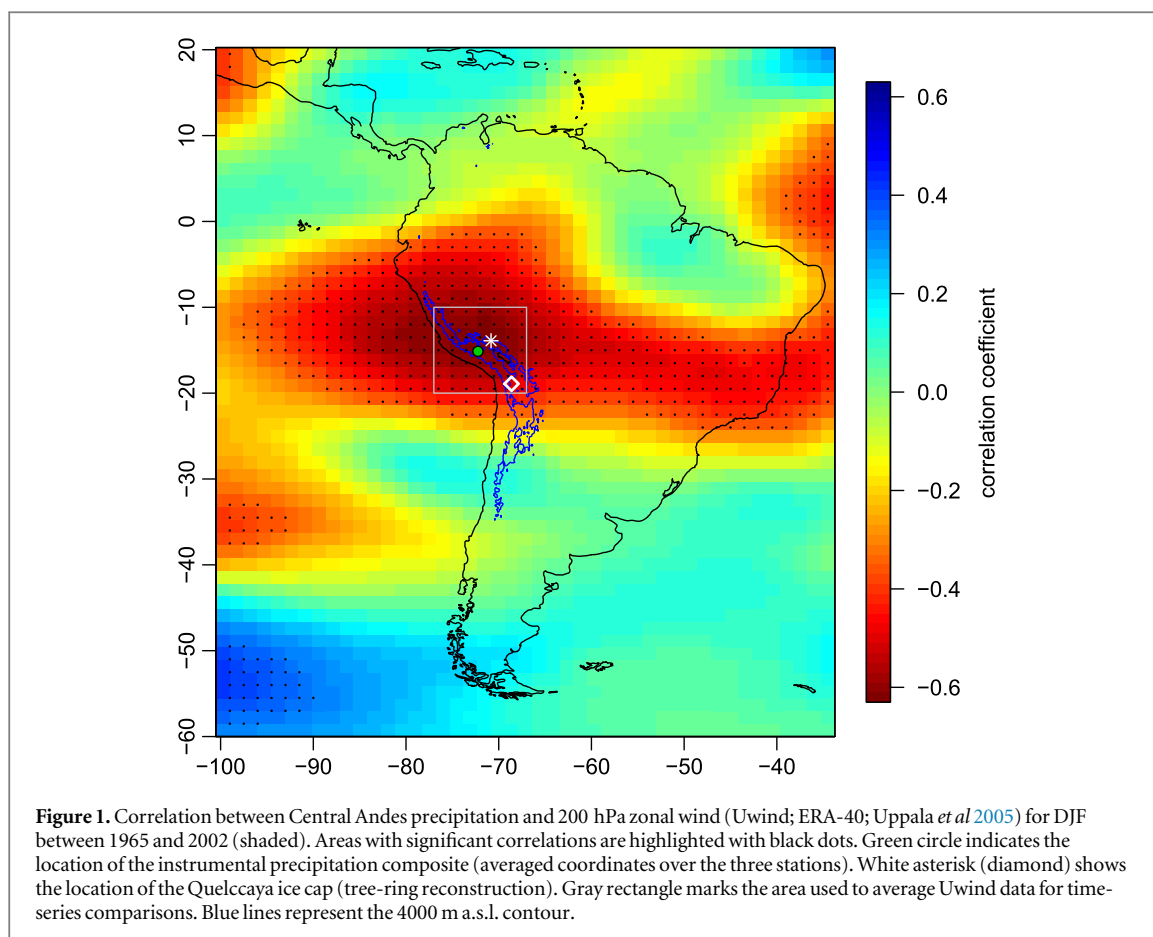 20
10
0
−10
−20
−30
−40
−50
−60
−100 −90 −80 −70 −60 −50 −40
0.6
0.4
0.2
0.0
−0.2
−0.4
−0.6
correlation coefficient
Figure 1. Correlation between Central Andes precipitation and 200 hPa zonal wind (Uwind; ERA-40; Uppala et al 2005) for DJF
between 1965 and 2002 (shaded). Areas with significant correlations are highlighted with black dots. Green circle indicates the
location of the instrumental precipitation composite (averaged coordinates over the three stations). White asterisk (diamond) shows
the location of the Quelccaya ice cap (tree-ring reconstruction). Gray rectangle marks the area used to average Uwind data for time-
series comparisons. Blue lines represent the 4000 m a.s.l. contour.